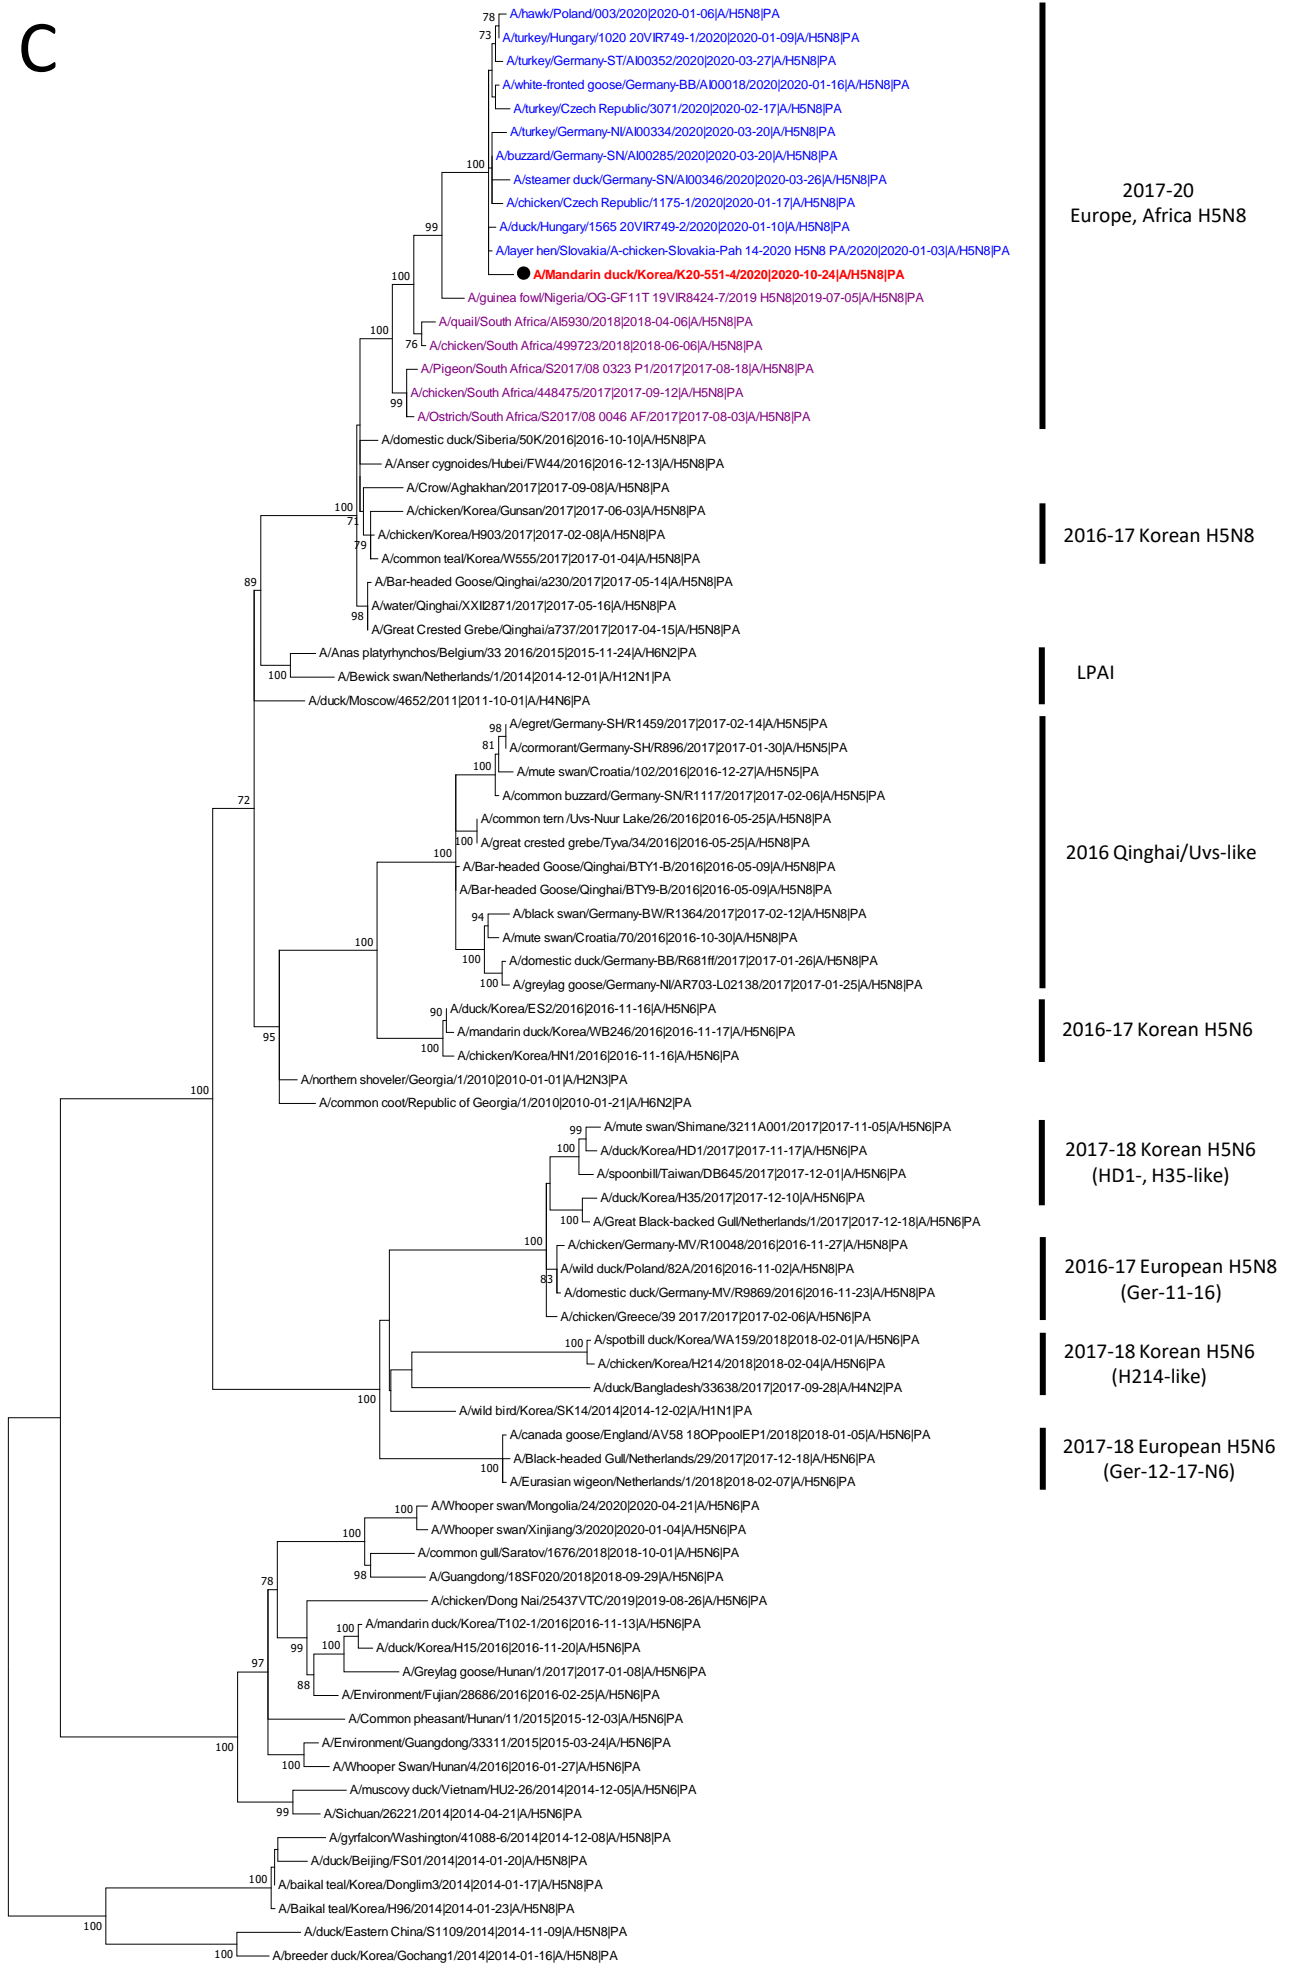 C
A/hawk/Poland/003/2020|2020-01-06|A/H5N8|PA
A/turkey/Hungary/1020 20VIR749-1/2020|2020-01-09|A/H5N8|PA
A/turkey/Germany-ST/AI00352/2020|2020-03-27|A/H5N8|PA
A/white-fronted goose/Germany-BB/AI00018/2020|2020-01-16|A/H5N8|PA
A/turkey/Czech Republic/3071/2020|2020-02-17|A/H5N8|PA
A/turkey/Germany-NI/AI00334/2020|2020-03-20|A/H5N8|PA
A/buzzard/Germany-SN/AI00285/2020|2020-03-20|A/H5N8|PA
A/steamer duck/Germany-SN/AI00346/2020|2020-03-26|A/H5N8|PA
A/chicken/Czech Republic/1175-1/2020|2020-01-17|A/H5N8|PA
A/duck/Hungary/1565 20VIR749-2/2020|2020-01-10|A/H5N8|PA
A/layer hen/Slovakia/A-chicken-Slovakia-Pah 14-2020 H5N8 PA/2020|2020-01-03|A/H5N8|PA
A/Mandarin duck/Korea/K20-551-4/2020|2020-10-24|A/H5N8|PA
A/guinea fowl/Nigeria/OG-GF11T 19VIR8424-7/2019 H5N8|2019-07-05|A/H5N8|PA
A/quail/South Africa/AI5930/2018|2018-04-06|A/H5N8|PA
A/chicken/South Africa/499723/2018|2018-06-06|A/H5N8|PA
A/Pigeon/South Africa/S2017/08 0323 P1/2017|2017-08-18|A/H5N8|PA
A/chicken/South Africa/448475/2017|2017-09-12|A/H5N8|PA
A/Ostrich/South Africa/S2017/08 0046 AF/2017|2017-08-03|A/H5N8|PA
A/domestic duck/Siberia/50K/2016|2016-10-10|A/H5N8|PA
A/Anser cygnoides/Hubei/FW44/2016|2016-12-13|A/H5N8|PA
A/Crow/Aghakhan/2017|2017-09-08|A/H5N8|PA
A/chicken/Korea/Gunsan/2017|2017-06-03|A/H5N8|PA
A/chicken/Korea/H903/2017|2017-02-08|A/H5N8|PA
A/common teal/Korea/W555/2017|2017-01-04|A/H5N8|PA
A/Bar-headed Goose/Qinghai/a230/2017|2017-05-14|A/H5N8|PA
A/water/Qinghai/XXII2871/2017|2017-05-16|A/H5N8|PA
A/Great Crested Grebe/Qinghai/a737/2017|2017-04-15|A/H5N8|PA
A/Anas platyrhynchos/Belgium/33 2016/2015|2015-11-24|A/H6N2|PA
A/Bewick swan/Netherlands/1/2014|2014-12-01|A/H12N1|PA
A/duck/Moscow/4652/2011|2011-10-01|A/H4N6|PA
A/egret/Germany-SH/R1459/2017|2017-02-14|A/H5N5|PA
A/cormorant/Germany-SH/R896/2017|2017-01-30|A/H5N5|PA
A/mute swan/Croatia/102/2016|2016-12-27|A/H5N5|PA
A/common buzzard/Germany-SN/R1117/2017|2017-02-06|A/H5N5|PA
A/common tern /Uvs-Nuur Lake/26/2016|2016-05-25|A/H5N8|PA
A/great crested grebe/Tyva/34/2016|2016-05-25|A/H5N8|PA
A/Bar-headed Goose/Qinghai/BTY1-B/2016|2016-05-09|A/H5N8|PA
A/Bar-headed Goose/Qinghai/BTY9-B/2016|2016-05-09|A/H5N8|PA
A/black swan/Germany-BW/R1364/2017|2017-02-12|A/H5N8|PA
A/mute swan/Croatia/70/2016|2016-10-30|A/H5N8|PA
A/domestic duck/Germany-BB/R681ff/2017|2017-01-26|A/H5N8|PA
A/greylag goose/Germany-NI/AR703-L02138/2017|2017-01-25|A/H5N8|PA
A/duck/Korea/ES2/2016|2016-11-16|A/H5N6|PA
A/mandarin duck/Korea/WB246/2016|2016-11-17|A/H5N6|PA
A/chicken/Korea/HN1/2016|2016-11-16|A/H5N6|PA
A/northern shoveler/Georgia/1/2010|2010-01-01|A/H2N3|PA
A/common coot/Republic of Georgia/1/2010|2010-01-21|A/H6N2|PA
A/mute swan/Shimane/3211A001/2017|2017-11-05|A/H5N6|PA
A/duck/Korea/HD1/2017|2017-11-17|A/H5N6|PA
A/spoonbill/Taiwan/DB645/2017|2017-12-01|A/H5N6|PA
A/duck/Korea/H35/2017|2017-12-10|A/H5N6|PA
A/Great Black-backed Gull/Netherlands/1/2017|2017-12-18|A/H5N6|PA
A/chicken/Germany-MV/R10048/2016|2016-11-27|A/H5N8|PA
A/wild duck/Poland/82A/2016|2016-11-02|A/H5N8|PA
A/domestic duck/Germany-MV/R9869/2016|2016-11-23|A/H5N8|PA
A/chicken/Greece/39 2017/2017|2017-02-06|A/H5N6|PA
A/spotbill duck/Korea/WA159/2018|2018-02-01|A/H5N6|PA
A/chicken/Korea/H214/2018|2018-02-04|A/H5N6|PA
A/duck/Bangladesh/33638/2017|2017-09-28|A/H4N2|PA
A/wild bird/Korea/SK14/2014|2014-12-02|A/H1N1|PA
A/canada goose/England/AV58 18OPpoolEP1/2018|2018-01-05|A/H5N6|PA
A/Black-headed Gull/Netherlands/29/2017|2017-12-18|A/H5N6|PA
A/Eurasian wigeon/Netherlands/1/2018|2018-02-07|A/H5N6|PA
A/Whooper swan/Mongolia/24/2020|2020-04-21|A/H5N6|PA
A/Whooper swan/Xinjiang/3/2020|2020-01-04|A/H5N6|PA
A/common gull/Saratov/1676/2018|2018-10-01|A/H5N6|PA
A/Guangdong/18SF020/2018|2018-09-29|A/H5N6|PA
A/chicken/Dong Nai/25437VTC/2019|2019-08-26|A/H5N6|PA
A/mandarin duck/Korea/T102-1/2016|2016-11-13|A/H5N6|PA
A/duck/Korea/H15/2016|2016-11-20|A/H5N6|PA
A/Greylag goose/Hunan/1/2017|2017-01-08|A/H5N6|PA
A/Environment/Fujian/28686/2016|2016-02-25|A/H5N6|PA
A/Common pheasant/Hunan/11/2015|2015-12-03|A/H5N6|PA
A/Environment/Guangdong/33311/2015|2015-03-24|A/H5N6|PA
A/Whooper Swan/Hunan/4/2016|2016-01-27|A/H5N6|PA
A/muscovy duck/Vietnam/HU2-26/2014|2014-12-05|A/H5N6|PA
A/Sichuan/26221/2014|2014-04-21|A/H5N6|PA
A/gyrfalcon/Washington/41088-6/2014|2014-12-08|A/H5N8|PA
A/duck/Beijing/FS01/2014|2014-01-20|A/H5N8|PA
A/baikal teal/Korea/Donglim3/2014|2014-01-17|A/H5N8|PA
A/Baikal teal/Korea/H96/2014|2014-01-23|A/H5N8|PA
A/duck/Eastern China/S1109/2014|2014-11-09|A/H5N8|PA
A/breeder duck/Korea/Gochang1/2014|2014-01-16|A/H5N8|PA
78
73
100
99
100
76
100
99
100
71
79
98
89
100
72
98
81
100
100
100
94
100
100
100
90
100
95
100
99
100
100
100
83
100
100
100
100
100
98
78
100
100
99
88
97
100
100
99
100
100
100
2017-20
Europe, Africa H5N8
2016-17 Korean H5N8
LPAI
2016 Qinghai/Uvs-like
2016-17 Korean H5N6
2017-18 Korean H5N6
(HD1-, H35-like)
2016-17 European H5N8
(Ger-11-16)
2017-18 Korean H5N6
(H214-like)
2017-18 European H5N6
(Ger-12-17-N6)